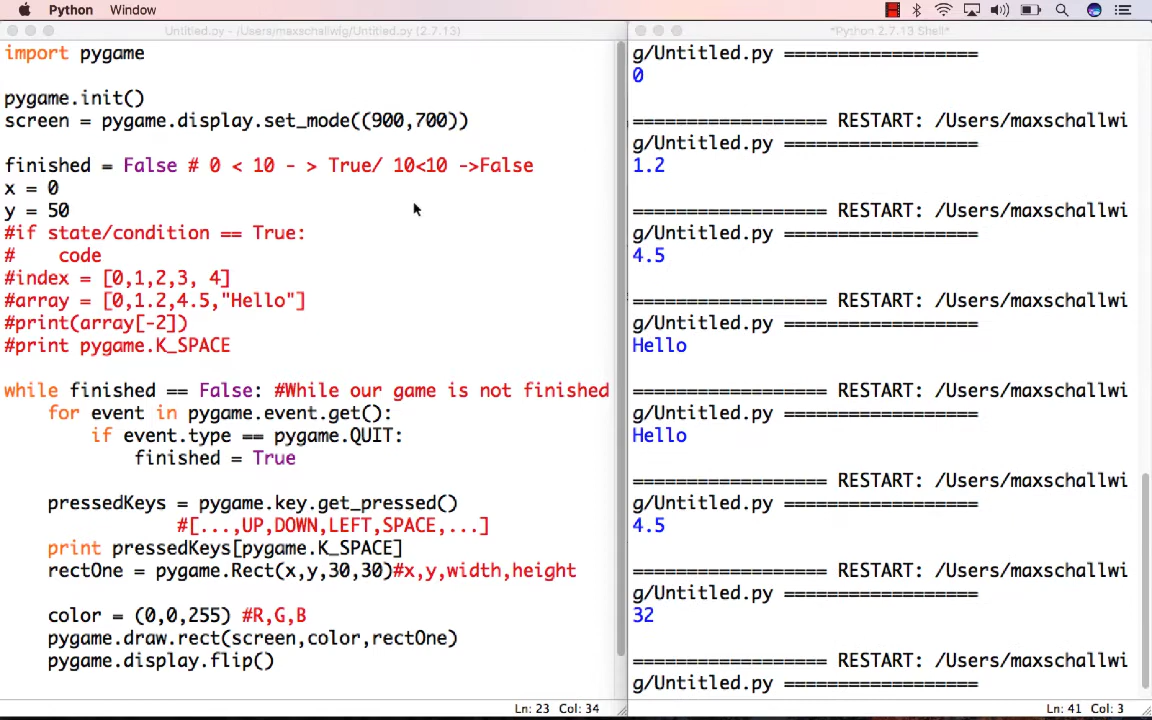 Python Window
Untitled.py - /Users/maxschallwig/Untitled.py (2.7.13)
import pygame
pygame.init()
screen = pygame.display.set_mode((900,700))
finished = False # 0 < 10 - > True/ 10<10 ->False
x = 0
y = 50
#if state/condition == True:
#    code
#index = [0,1,2,3, 4]
#array = [0,1.2,4.5,"Hello"]
#print(array[-2])
#print pygame.K_SPACE
while finished == False: #While our game is not finished
for event in pygame.event.get():
if event.type == pygame.QUIT:
finished = True
pressedKeys = pygame.key.get_pressed()
#[...,UP,DOWN,LEFT,SPACE,...]
print pressedKeys[pygame.K_SPACE]
rectOne = pygame.Rect(x,y,30,30)#x,y,width,height
color = (0,0,255) #R,G,B
pygame.draw.rect(screen,color,rectOne)
pygame.display.flip()
Ln: 23 Col: 34
*Python 2.7.13 Shell*
g/Untitled.py ==================
0
================== RESTART: /Users/maxschallwi
g/Untitled.py ==================
1.2
================== RESTART: /Users/maxschallwi
g/Untitled.py ==================
4.5
================== RESTART: /Users/maxschallwi
g/Untitled.py ==================
Hello
================== RESTART: /Users/maxschallwi
g/Untitled.py ==================
Hello
================== RESTART: /Users/maxschallwi
g/Untitled.py ==================
4.5
================== RESTART: /Users/maxschallwi
g/Untitled.py ==================
32
================== RESTART: /Users/maxschallwi
g/Untitled.py ==================
Ln: 41 Col: 3